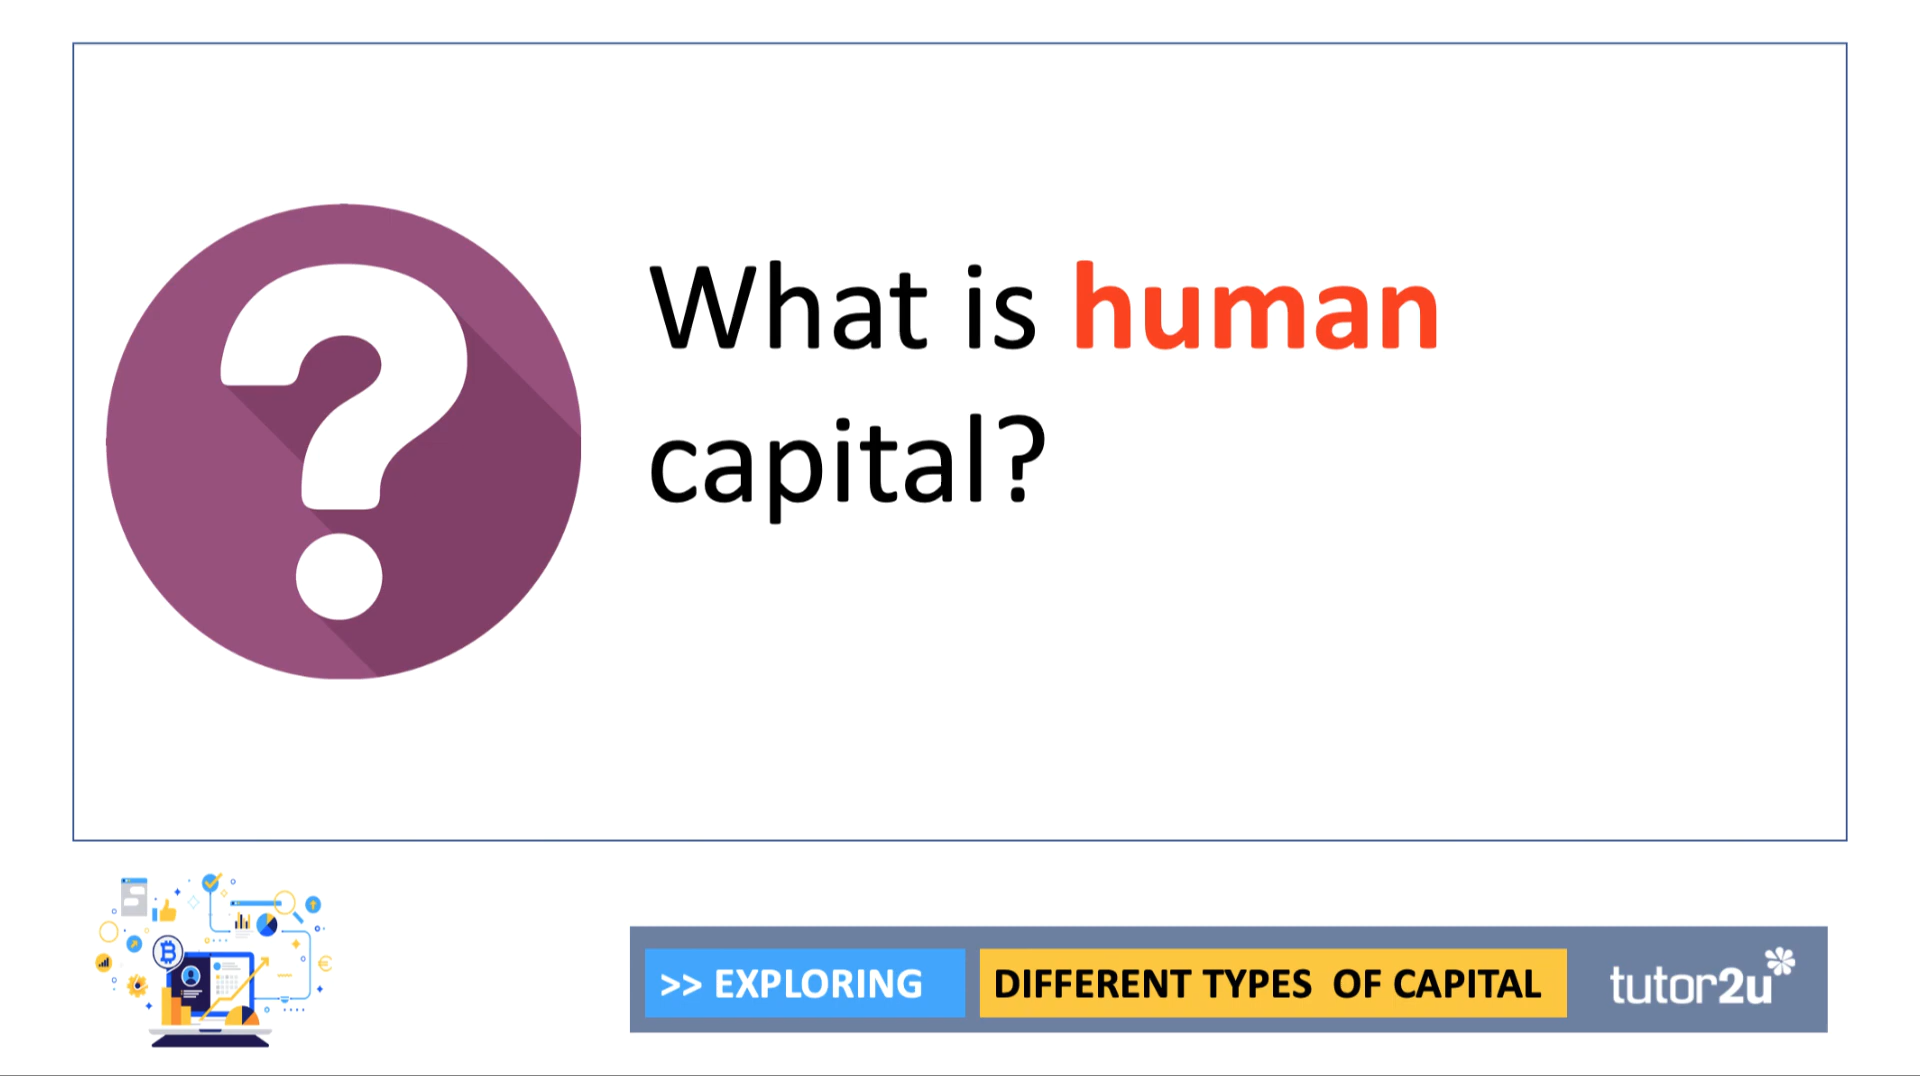 What is human
capital?
>> EXPLORING
DIFFERENT TYPES OF CAPITAL
tutor2u